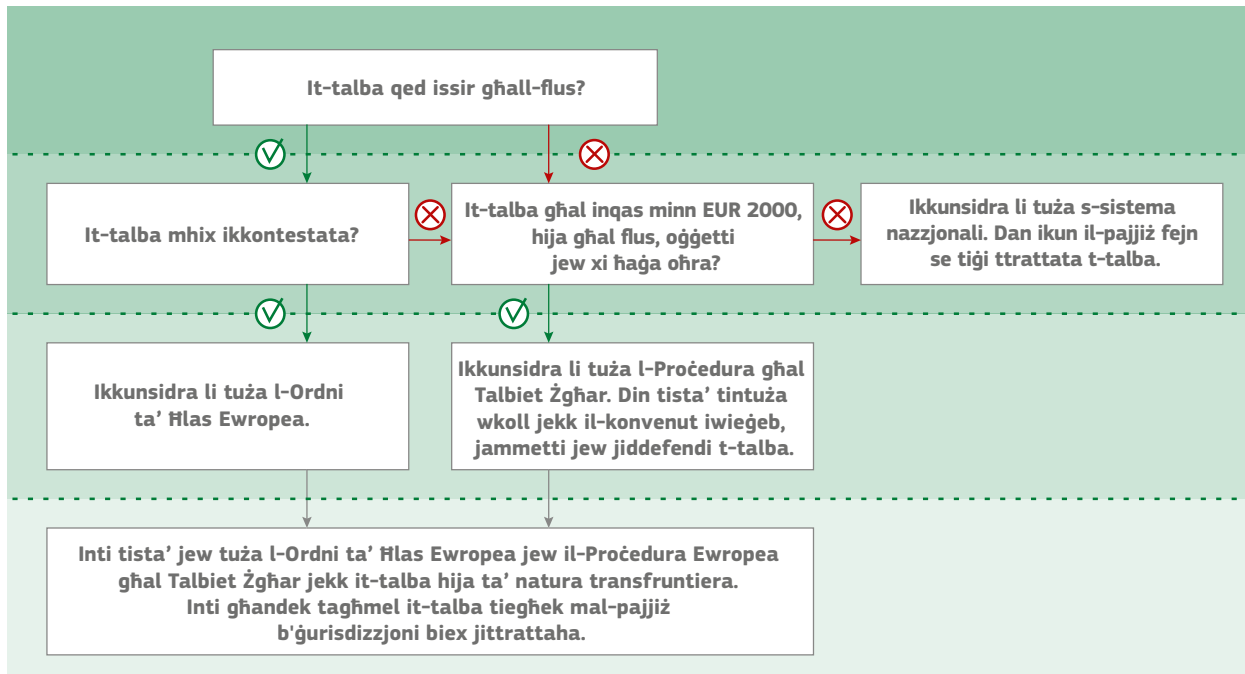 It-talba qed issir għall-flus?
It-talba mhix ikkontestata?
It-talba għal inqas minn EUR 2000,
hija għal flus, oġġetti
jew xi ħaġa oħra?
Ikkunsidra li tuża s-sistema
nazzjonali. Dan ikun il-pajjiż fejn
se tiġi ttrattata t-talba.
Ikkunsidra li tuża l-Ordni
ta’ Ħlas Ewropea.
Ikkunsidra li tuża l-Proċedura għal
Talbiet Żgħar. Din tista’ tintuża
wkoll jekk il-konvenut iwieġeb,
jammetti jew jiddefendi t-talba.
Inti tista’ jew tuża l-Ordni ta’ Ħlas Ewropea jew il-Proċedura Ewropea
għal Talbiet Żgħar jekk it-talba hija ta’ natura transfruntiera.
Inti għandek tagħmel it-talba tiegħek mal-pajjiż
b'ġurisdizzjoni biex jittrattaha.